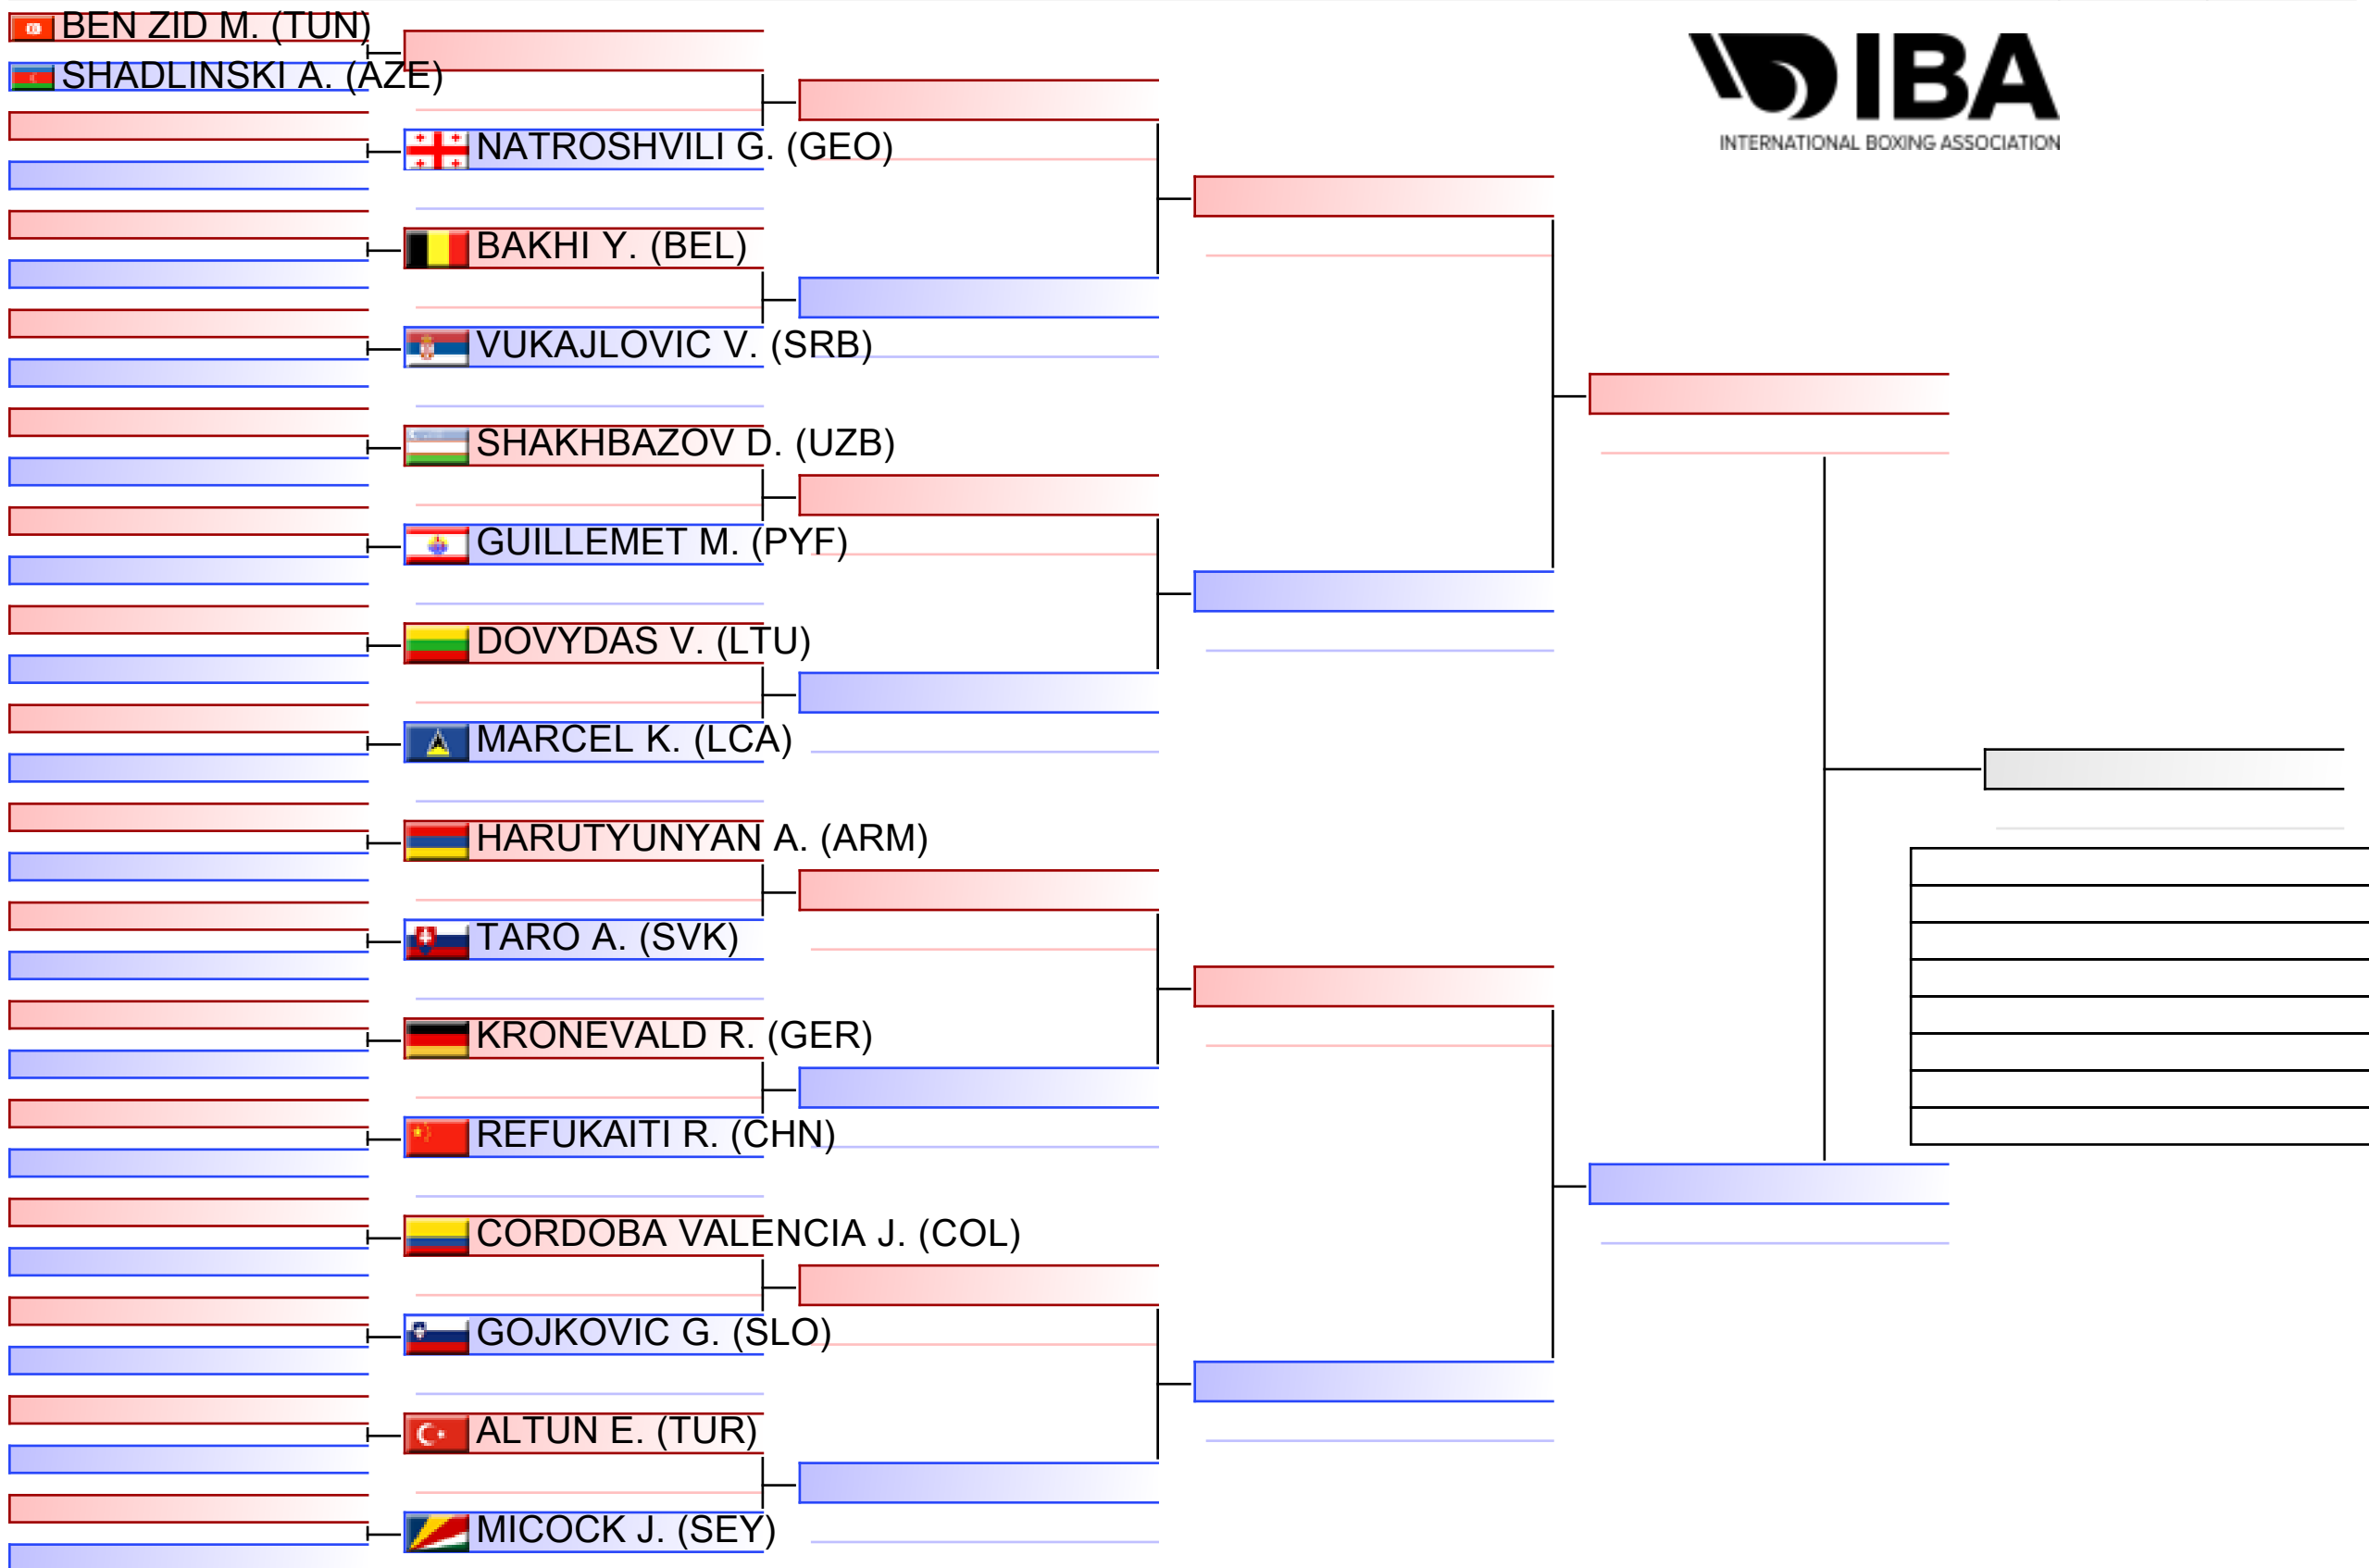 BEN ZID M. (TUN)
SHADLINSKI A. (AZE)
IBA
INTERNATIONAL BOXING ASSOCIATION
NATROSHVILI G. (GEO)
BAKHI Y. (BEL)
VUKAJLOVIC V. (SRB)
SHAKHBAZOV D. (UZB)
GUILLEMET M. (PYF)
DOVYDAS V. (LTU)
MARCEL K. (LCA)
HARUTYUNYAN A. (ARM)
TARO A. (SVK)
KRONEVALD R. (GER)
REFUKAITI R. (CHN)
CORDOBA VALENCIA J. (COL)
GOJKOVIC G. (SLO)
ALTUN E. (TUR)
MICOCK J. (SEY)